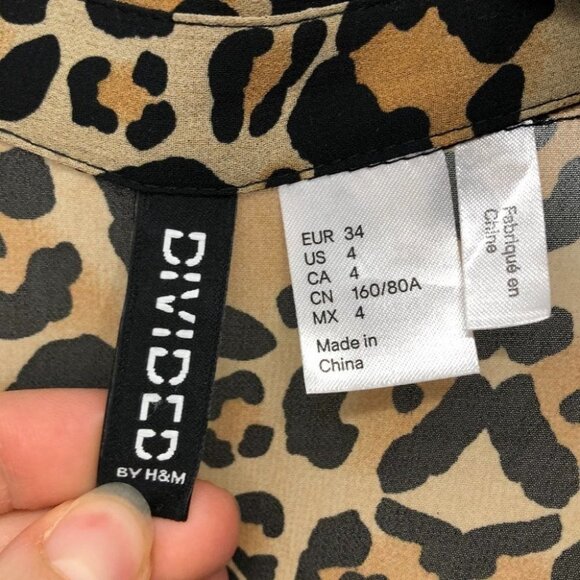 DIVIDED
BY H&M
EUR 34
US 4
CA 4
CN 160/80A
MX 4
Made in
China
Fabriqué en
Chine